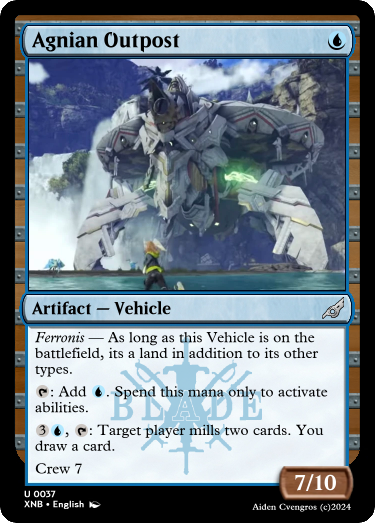 Agnian Outpost
Artifact — Vehicle
Ferronis — As long as this Vehicle is on the
battlefield, its a land in addition to its other
types.
: Add . Spend this mana only to activate
abilities.
3 , : Target player mills two cards. You
draw a card.
Crew 7
BLADE
7/10
U 0037
XNB • English
Aiden Cvengros (c)2024